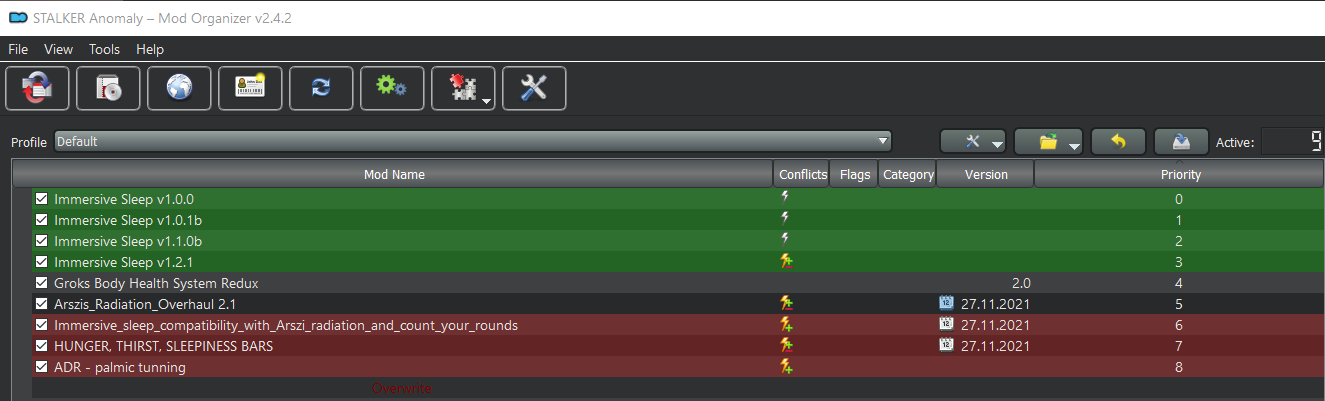 STALKER Anomaly – Mod Organizer v2.4.2
File View Tools Help
Profile Default Active: 9
Mod Name Conflicts Flags Category Version Priority
Immersive Sleep v1.0.0 0
Immersive Sleep v1.0.1b 1
Immersive Sleep v1.1.0b 2
Immersive Sleep v1.2.1 3
Groks Body Health System Redux 2.0 4
Arszis_Radiation_Overhaul 2.1 12 27.11.2021 5
Immersive_sleep_compatibility_with_Arszi_radiation_and_count_your_rounds 12 27.11.2021 6
HUNGER, THIRST, SLEEPINESS BARS 12 27.11.2021 7
ADR - palmic tunning 8
Overwrite